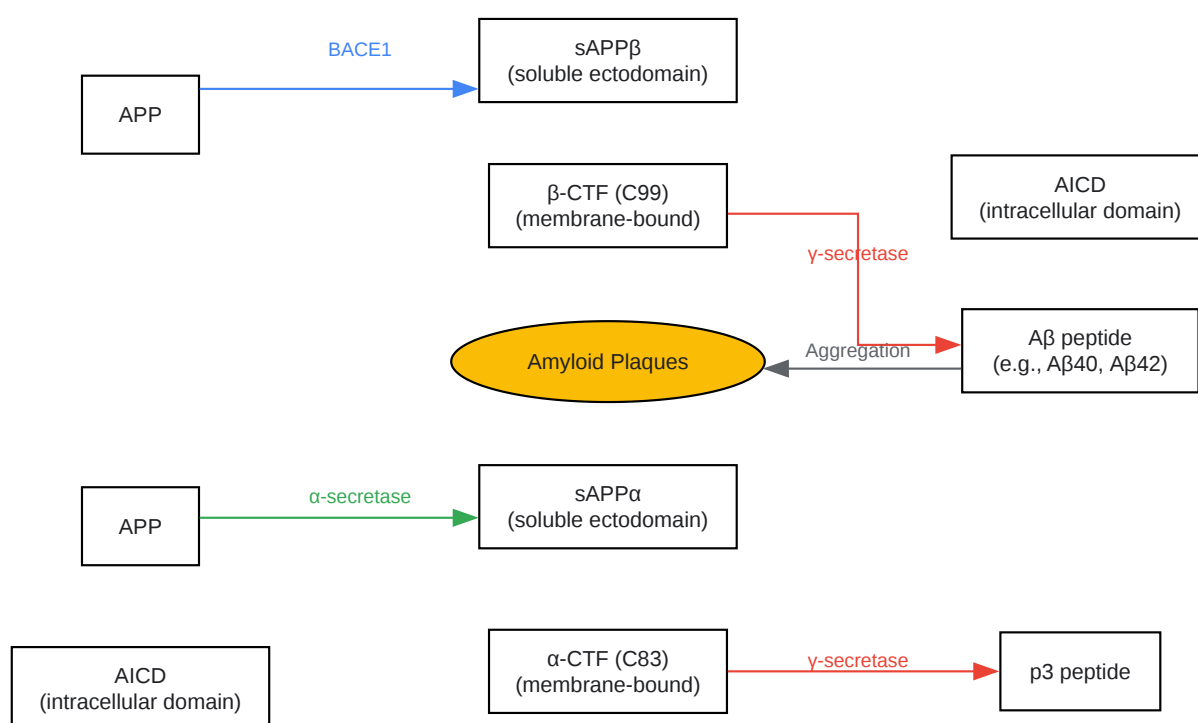 BACE1
sAPPβ
(soluble ectodomain)
APP
β-CTF (C99)
(membrane-bound)
AICD
(intracellular domain)
γ-secretase
Amyloid Plaques
Aggregation
Aβ peptide
(e.g., Aβ40, Aβ42)
APP
α-secretase
sAPPα
(soluble ectodomain)
AICD
(intracellular domain)
α-CTF (C83)
(membrane-bound)
γ-secretase
p3 peptide